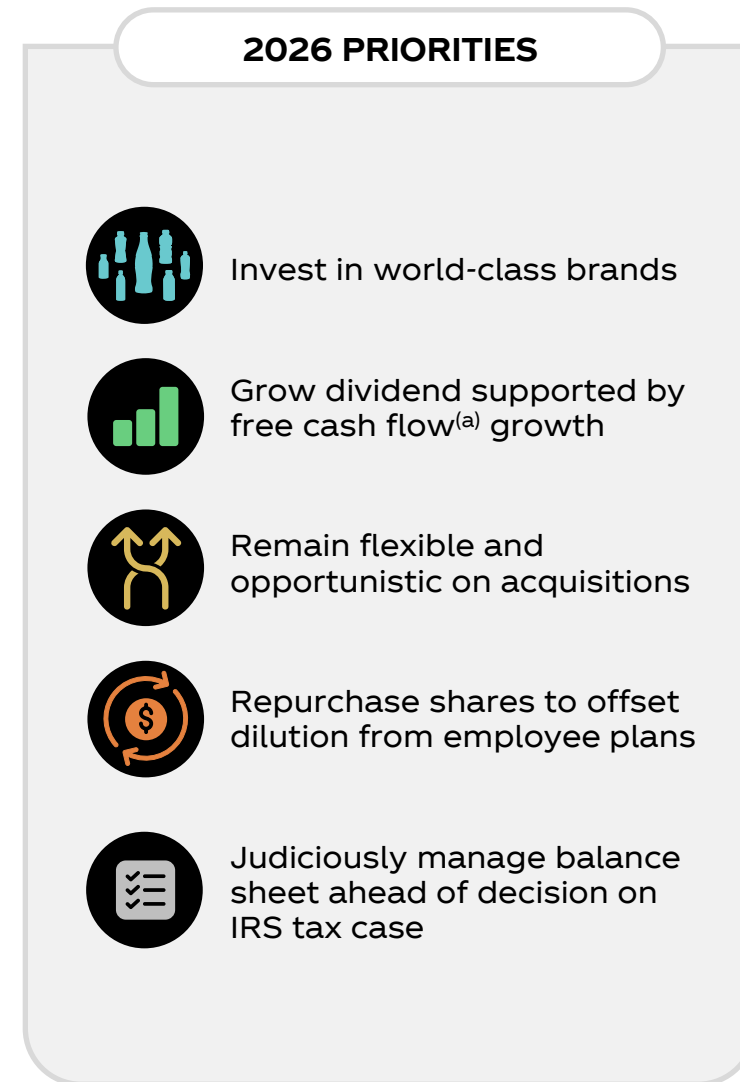 2026 PRIORITIES
Invest in world-class brands
Grow dividend supported by
free cash flow(a) growth
Remain flexible and
opportunistic on acquisitions
$
Repurchase shares to offset
dilution from employee plans
Judiciously manage balance
sheet ahead of decision on
IRS tax case